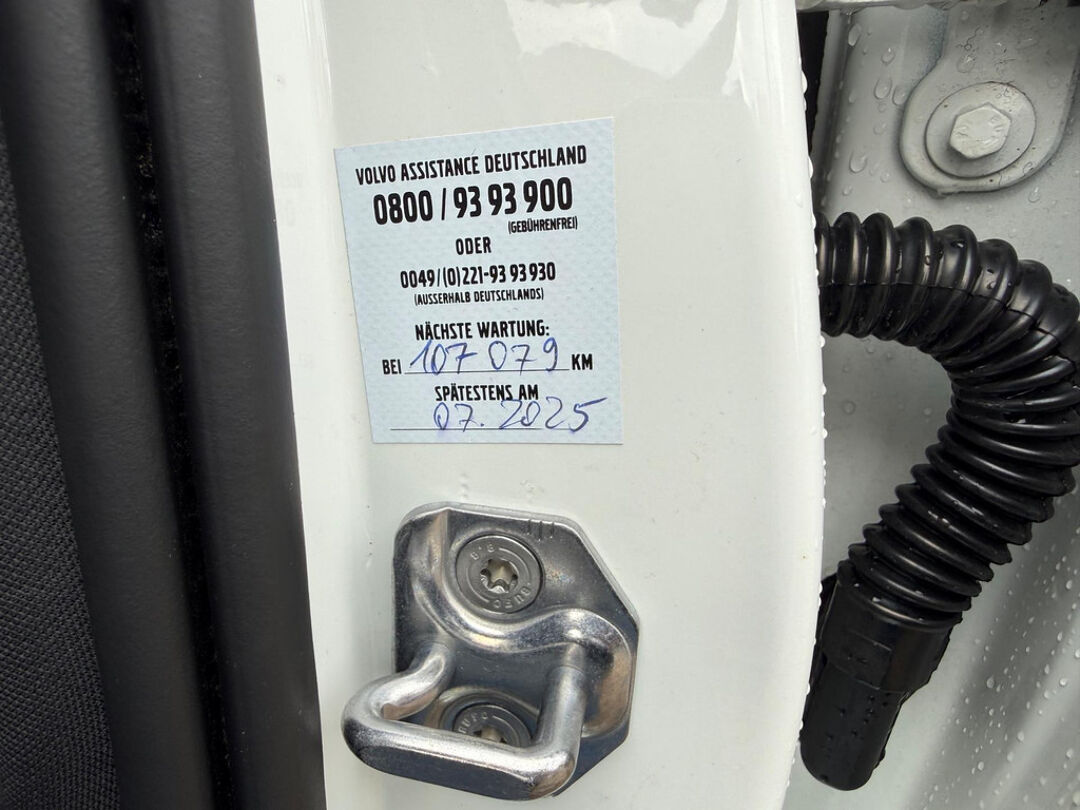 VOLVO ASSISTANCE DEUTSCHLAND
0800 / 93 93 900
(GEBÜHRENFREI)
ODER
0049/(0)221-93 93 930
(AUSSERHALB DEUTSCHLANDS)
NÄCHSTE WARTUNG:
BEI 107 079 KM
SPÄTESTENS AM
07. 2025